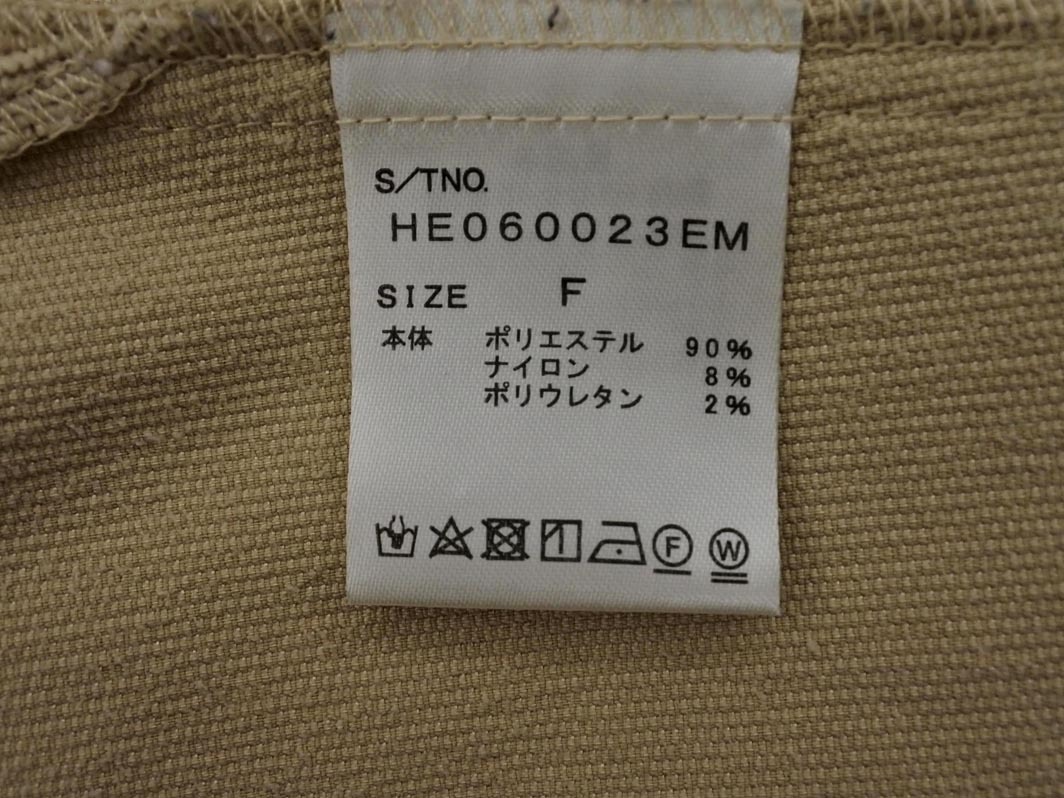 S/TNO.
HE060023EM
SIZE F
本体 ポリエステル 90%
ナイロン 8%
ポリウレタン 2%
F W